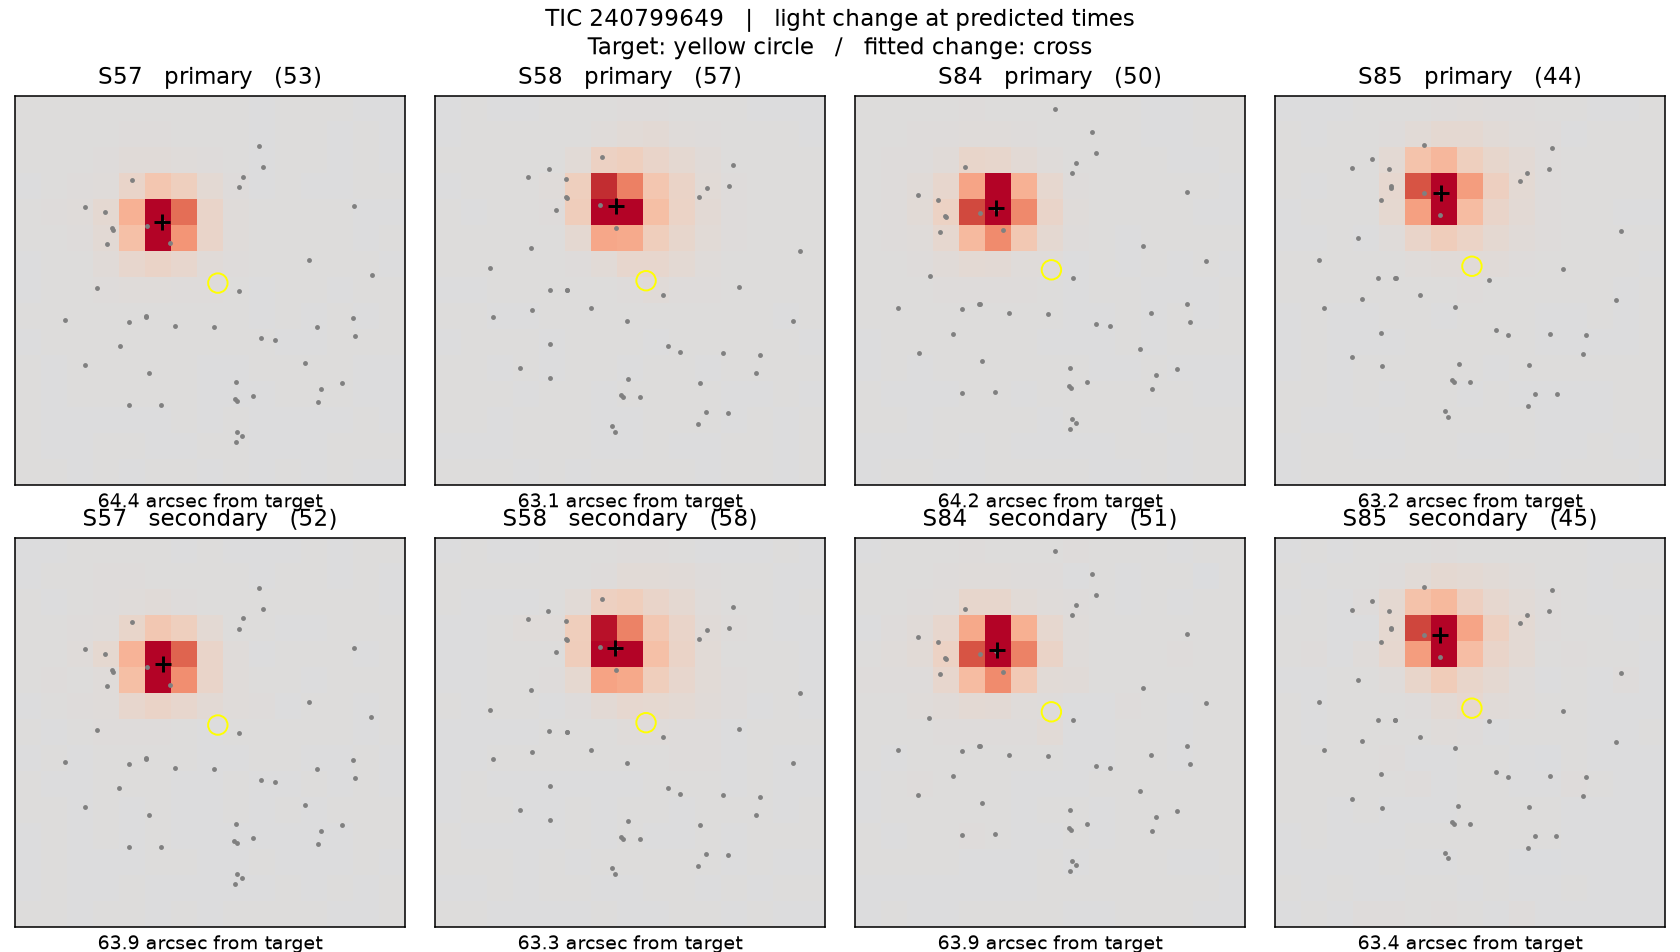 TIC 240799649 | light change at predicted times
Target: yellow circle / fitted change: cross
S57 primary (53)
S58 primary (57)
S84 primary (50)
S85 primary (44)
64.4 arcsec from target
63.1 arcsec from target
64.2 arcsec from target
63.2 arcsec from target
S57 secondary (52)
S58 secondary (58)
S84 secondary (51)
S85 secondary (45)
63.9 arcsec from target
63.3 arcsec from target
63.9 arcsec from target
63.4 arcsec from target